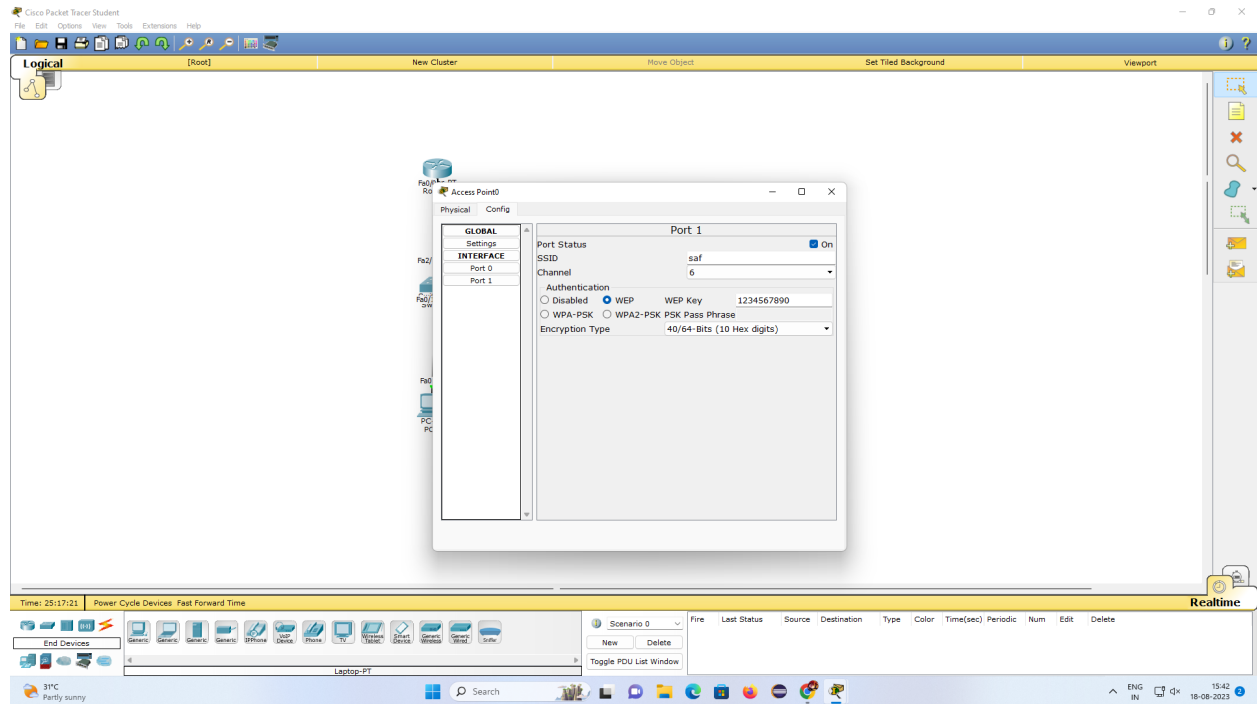 Cisco Packet Tracer Student
File Edit Options View Tools Extensions Help
Logical [Root] New Cluster Move Object Set Tiled Background Viewport
Access Point0
Physical Config
GLOBAL
Settings
INTERFACE
Port 0
Port 1
Port 1
Port Status On
SSID saf
Channel 6
Authentication
Disabled WEP WEP Key 1234567890
WPA-PSK WPA2-PSK PSK Pass Phrase
Encryption Type 40/64-Bits (10 Hex digits)
Fa2/
Fa0/
Fa0
PC
Time: 25:17:21 Power Cycle Devices Fast Forward Time
Realtime
End Devices
Generic Generic Generic Generic IPPhone VoIP Device Phone TV Wireless Tablet Smart Device Generic Wireless Generic Wired Sniffer
Laptop-PT
Scenario 0
New Delete
Toggle PDU List Window
Fire Last Status Source Destination Type Color Time(sec) Periodic Num Edit Delete
31°C
Partly sunny
Search
ENG
IN
15:42
18-08-2023
2